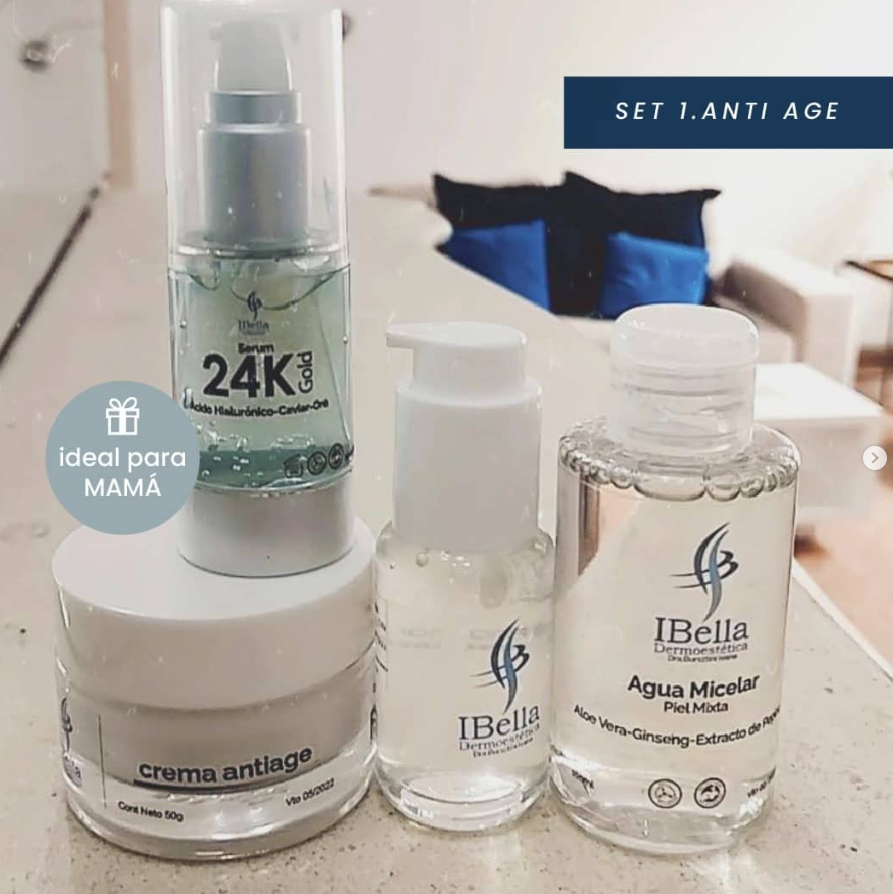 SET 1.ANTI AGE
IBella
Serum
24K Gold
Ácido Hialurónico-Caviar-Oro
ideal para
MAMÁ
crema antiage
Cont Neto 50g
Vto 05/2022
IBella
Dermoestética
IBella
Dermoestética
Agua Micelar
Piel Mixta
Aloe Vera-Ginseng-Extracto de